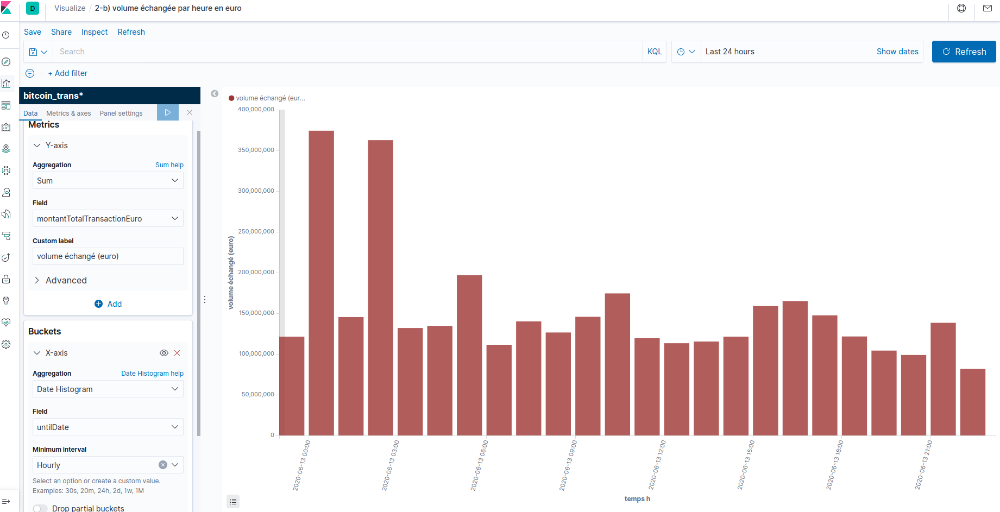 D
Visualize / 2-b) volume échangée par heure en euro
Save Share Inspect Refresh
Search KQL Last 24 hours Show dates Refresh
+ Add filter
bitcoin_trans*
Data Metrics & axes Panel settings
Metrics
Y-axis
Aggregation Sum help
Sum
Field
montantTotalTransactionEuro
Custom label
volume échangé (euro)
Advanced
Add
Buckets
X-axis
Aggregation Date Histogram help
Date Histogram
Field
untilDate
Minimum interval
Hourly
Select an option or create a custom value.
Examples: 30s, 20m, 24h, 2d, 1w, 1M
Drop partial buckets
volume échangé (eur...
400,000,000
350,000,000
300,000,000
250,000,000
200,000,000
150,000,000
100,000,000
50,000,000
0
volume échangé (euro)
2020-06-13 00:00
2020-06-13 03:00
2020-06-13 06:00
2020-06-13 09:00
2020-06-13 12:00
2020-06-13 15:00
2020-06-13 18:00
2020-06-13 21:00
temps h